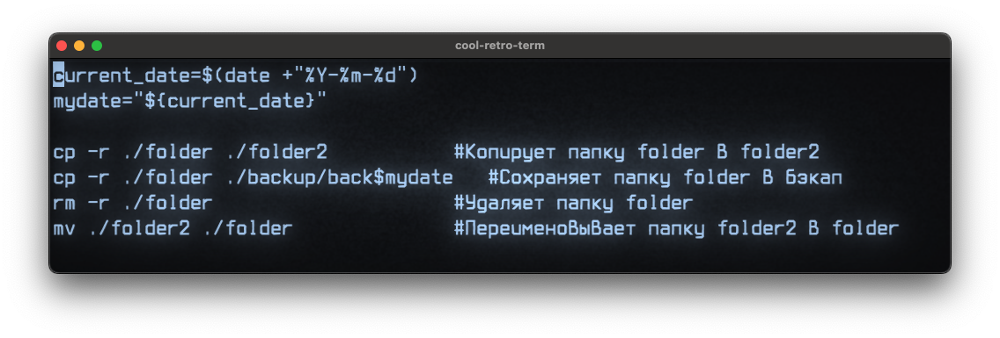 cool-retro-term
current_date=$(date +"%Y-%m-%d")
mydate="${current_date}"
cp -r ./folder ./folder2 #Копирует папку folder в folder2
cp -r ./folder ./backup/back$mydate #Сохраняет папку folder в бэкап
rm -r ./folder #Удаляет папку folder
mv ./folder2 ./folder #Переименовывает папку folder2 в folder